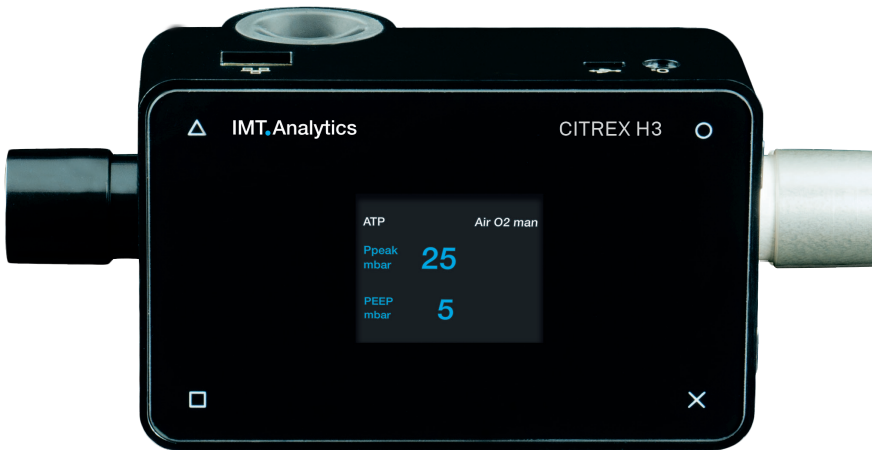 IMT.Analytics
CITREX H3
ATP
Air O2 man
Ppeak
mbar
25
PEEP
mbar
5